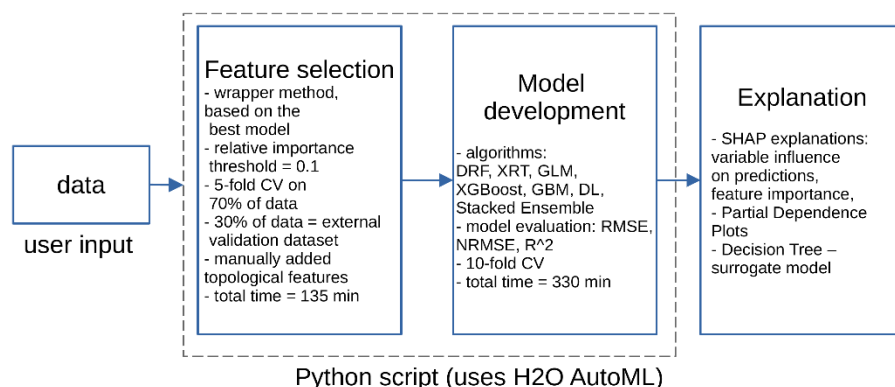 data
user input
Feature selection
- wrapper method,
based on the
best model
- relative importance
threshold = 0.1
- 5-fold CV on
70% of data
- 30% of data = external
validation dataset
- manually added
topological features
- total time = 135 min
Model
development
- algorithms:
DRF, XRT, GLM,
XGBoost, GBM, DL,
Stacked Ensemble
- model evaluation: RMSE,
NRMSE, R^2
- 10-fold CV
- total time = 330 min
Explanation
- SHAP explanations:
variable influence
on predictions,
feature importance,
- Partial Dependence
Plots
- Decision Tree –
surrogate model
Python script (uses H2O AutoML)